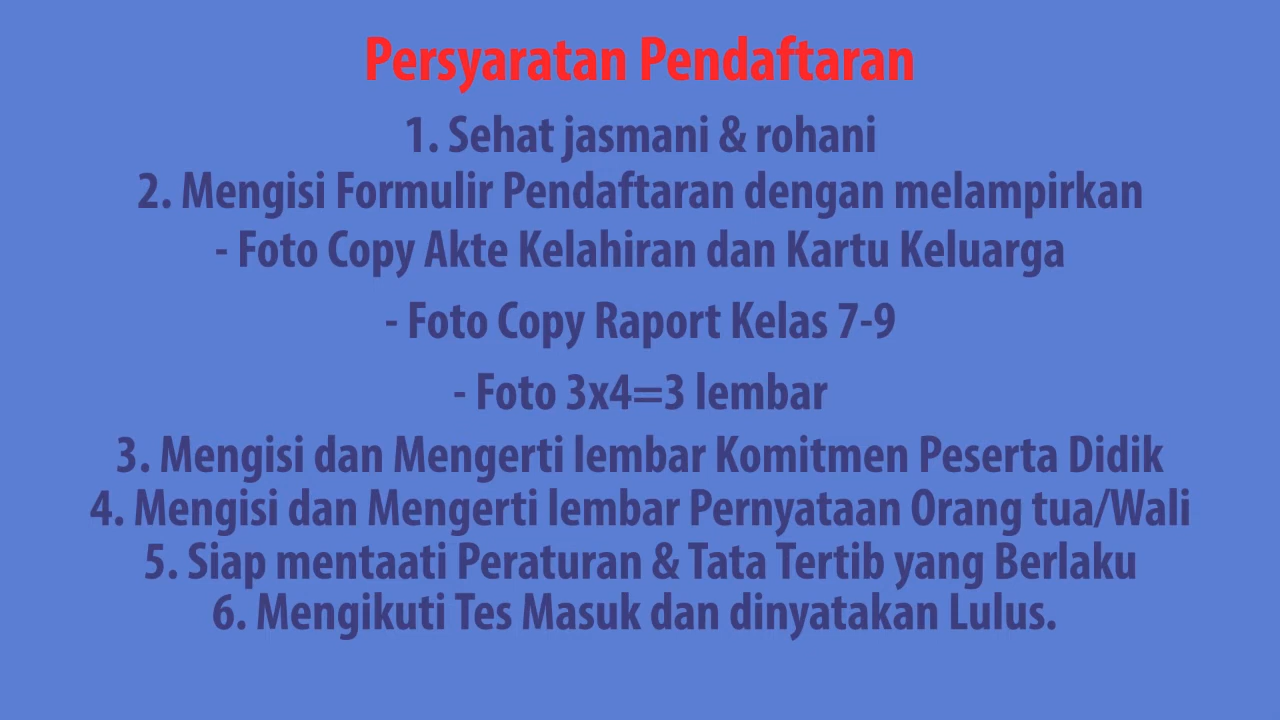 Persyaratan Pendaftaran
1. Sehat jasmani & rohani
2. Mengisi Formulir Pendaftaran dengan melampirkan
- Foto Copy Akte Kelahiran dan Kartu Keluarga
- Foto Copy Raport Kelas 7-9
- Foto 3x4=3 lembar
3. Mengisi dan Mengerti lembar Komitmen Peserta Didik
4. Mengisi dan Mengerti lembar Pernyataan Orang tua/Wali
5. Siap mentaati Peraturan & Tata Tertib yang Berlaku
6. Mengikuti Tes Masuk dan dinyatakan Lulus.